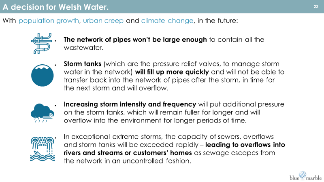 A decision for Welsh Water.
With population growth, urban creep and climate change, in the future:
The network of pipes won't be large enough to contain all the
wastewater.
Storm tanks (which are the pressure relief valves, to manage storm
water in the network) will fill up more quickly and will not be able to
transfer back into the network of pipes after the storm, in time for
the next storm and will overflow.
Increasing storm intensity and frequency will put additional pressure
on the storm tanks, which will remain fuller for longer and will
overflow into the environment for longer periods of time.
In exceptional extreme storms, the capacity of sewers, overflows
and storm tanks will be exceeded rapidly – leading to overflows into
rivers and streams or customers' homes as sewage escapes from
the network in an uncontrolled fashion.
blue marble